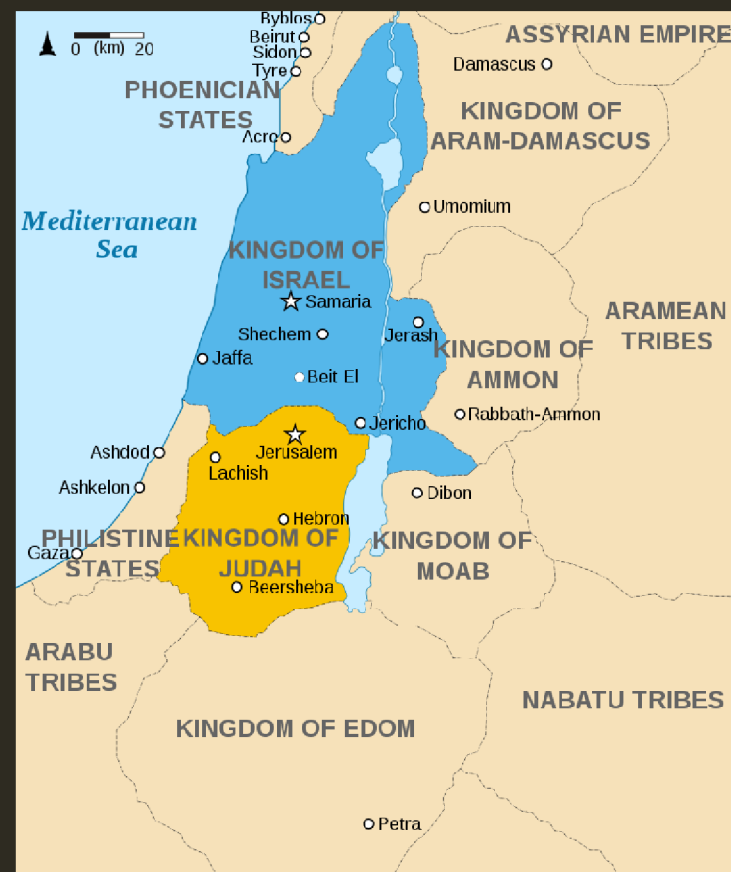 Byblos
Beirut
Sidon
Tyre
0 (km) 20
ASSYRIAN EMPIRE
Damascus
PHOENICIAN
STATES
KINGDOM OF
ARAM-DAMASCUS
Acre
Umomium
Mediterranean
Sea
KINGDOM OF
ISRAEL
Samaria
ARAMEAN
TRIBES
Shechem
Jerash
KINGDOM OF
AMMON
Jaffa
Beit El
Rabbath-Ammon
Jericho
Jerusalem
Ashdod
Lachish
Ashkelon
Dibon
Hebron
PHILISTINE
STATES
KINGDOM OF
JUDAH
KINGDOM OF
MOAB
Gaza
Beersheba
ARABU
TRIBES
NABATU TRIBES
KINGDOM OF EDOM
Petra